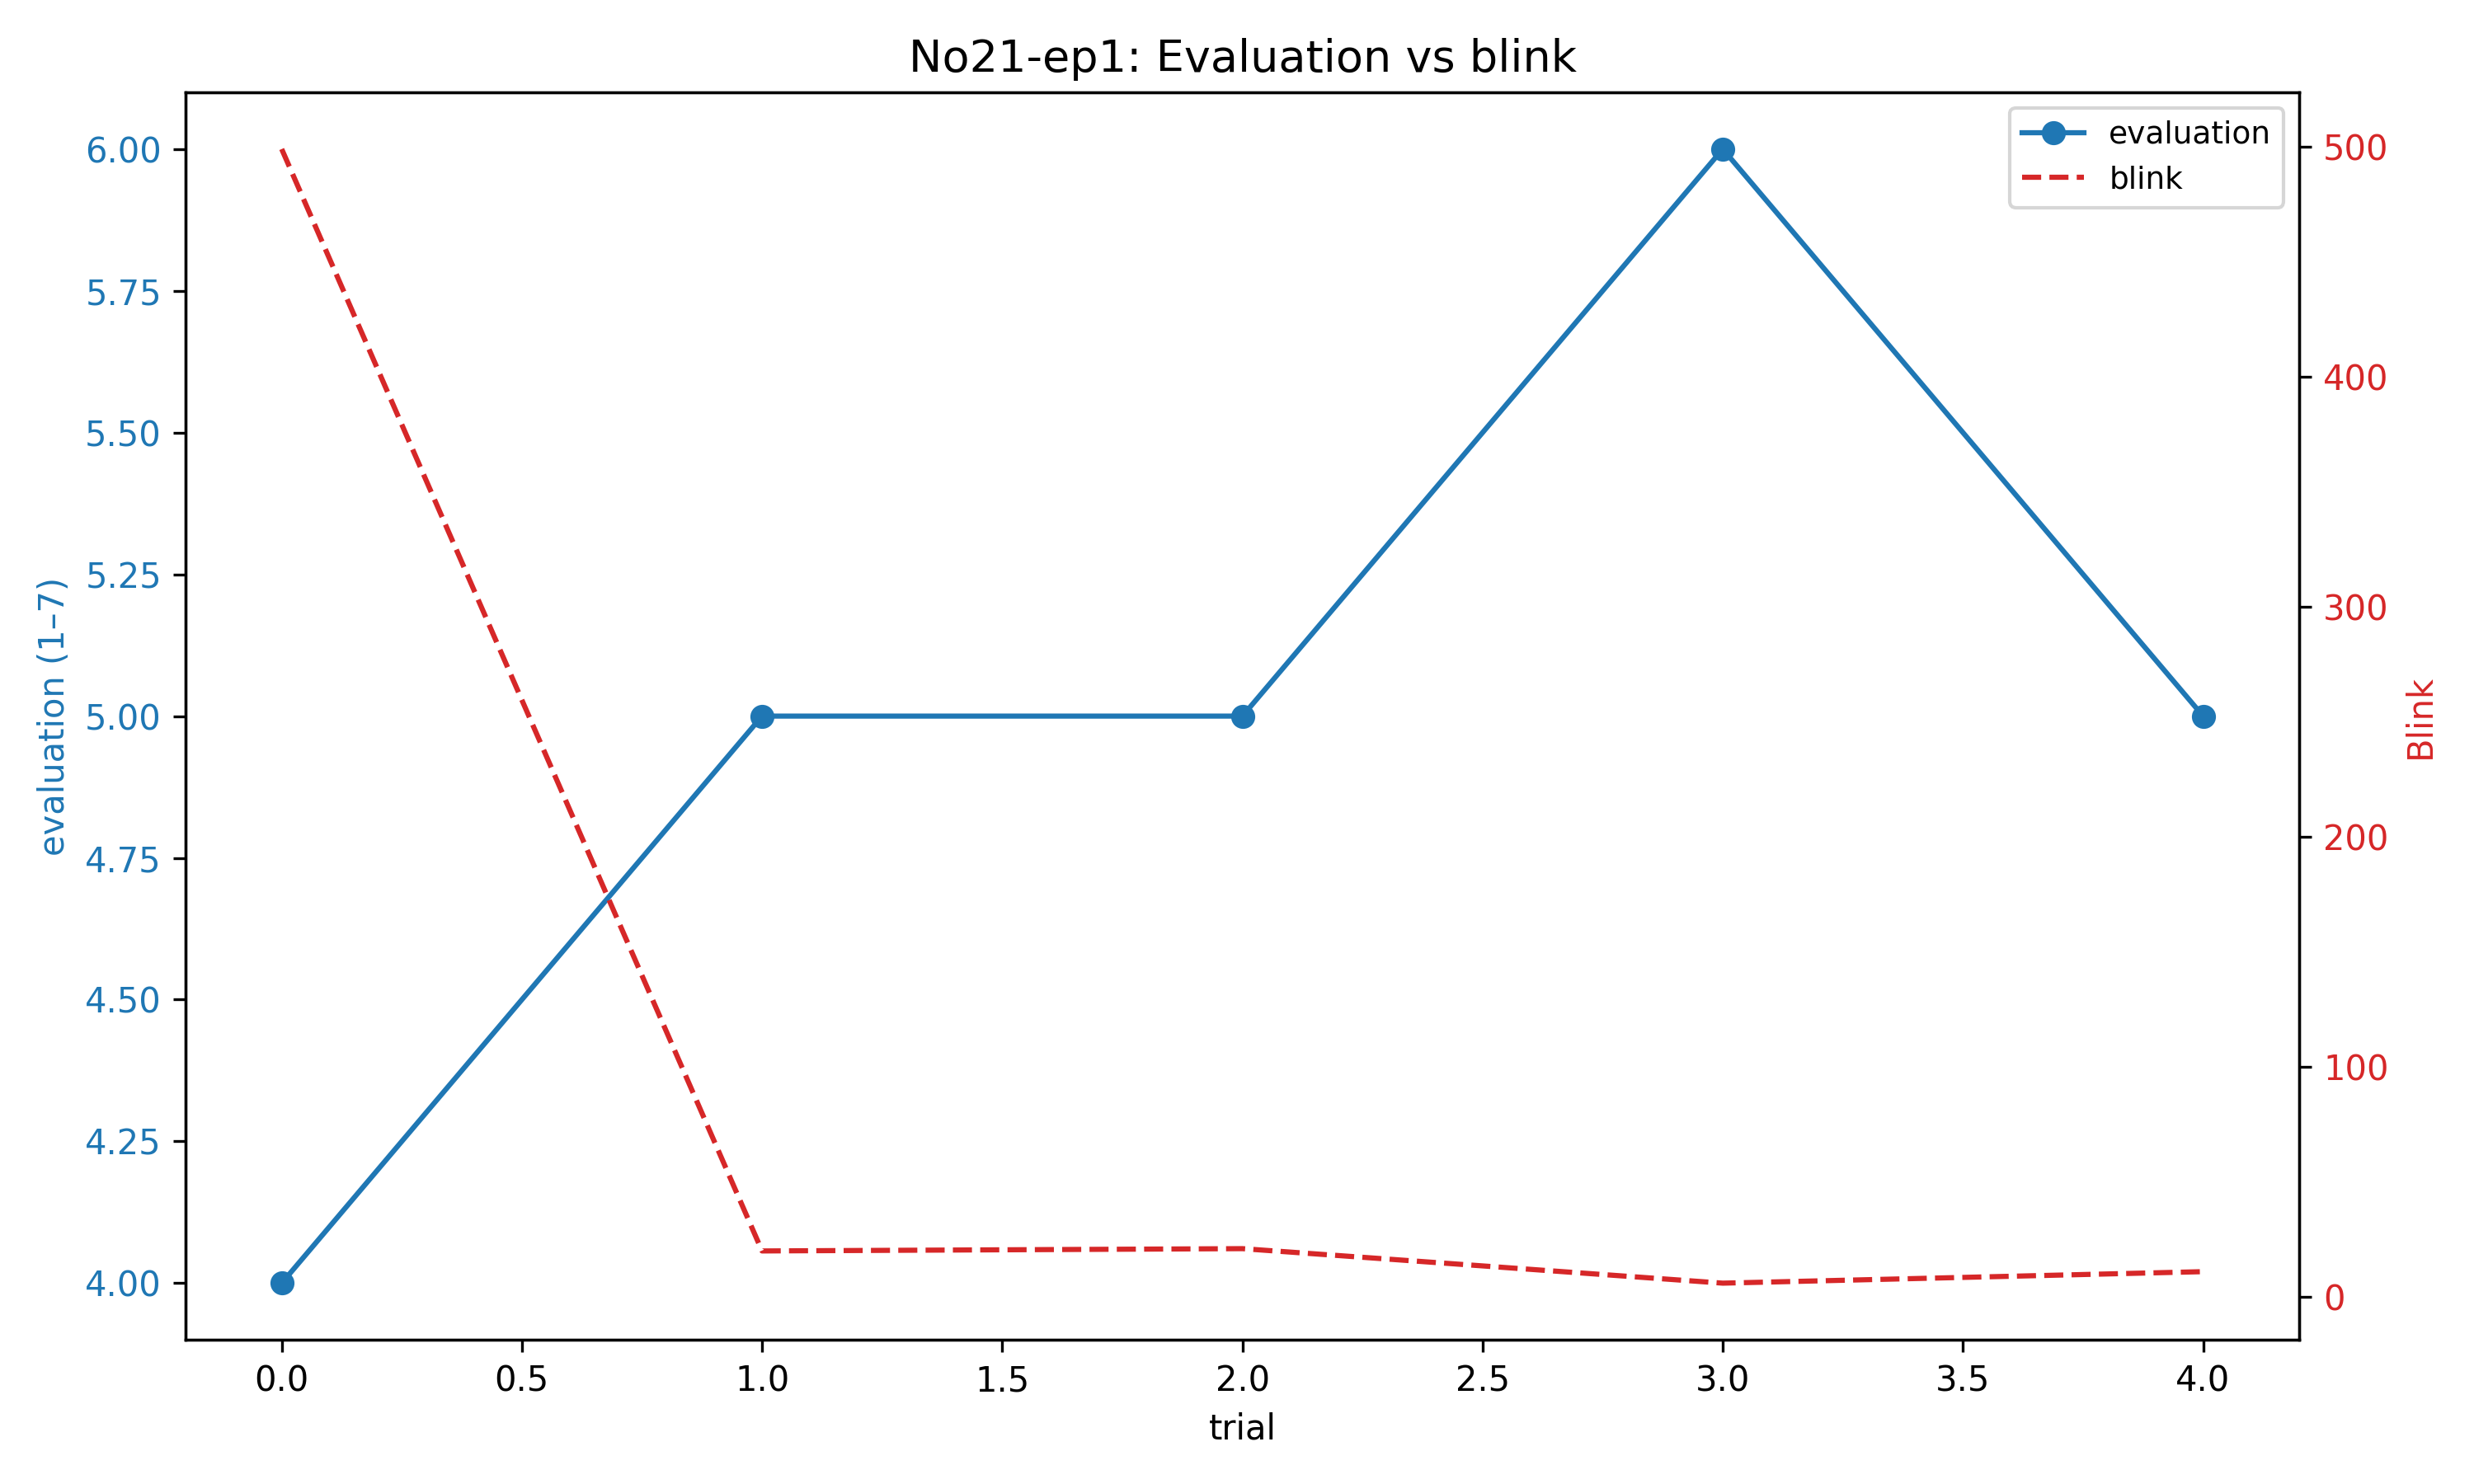 No21-ep1: Evaluation vs blink
evaluation
blink
evaluation (1–7)
6.00
5.75
5.50
5.25
5.00
4.75
4.50
4.25
4.00
500
400
300
200
100
0
Blink
0.0 0.5 1.0 1.5 2.0 2.5 3.0 3.5 4.0
trial